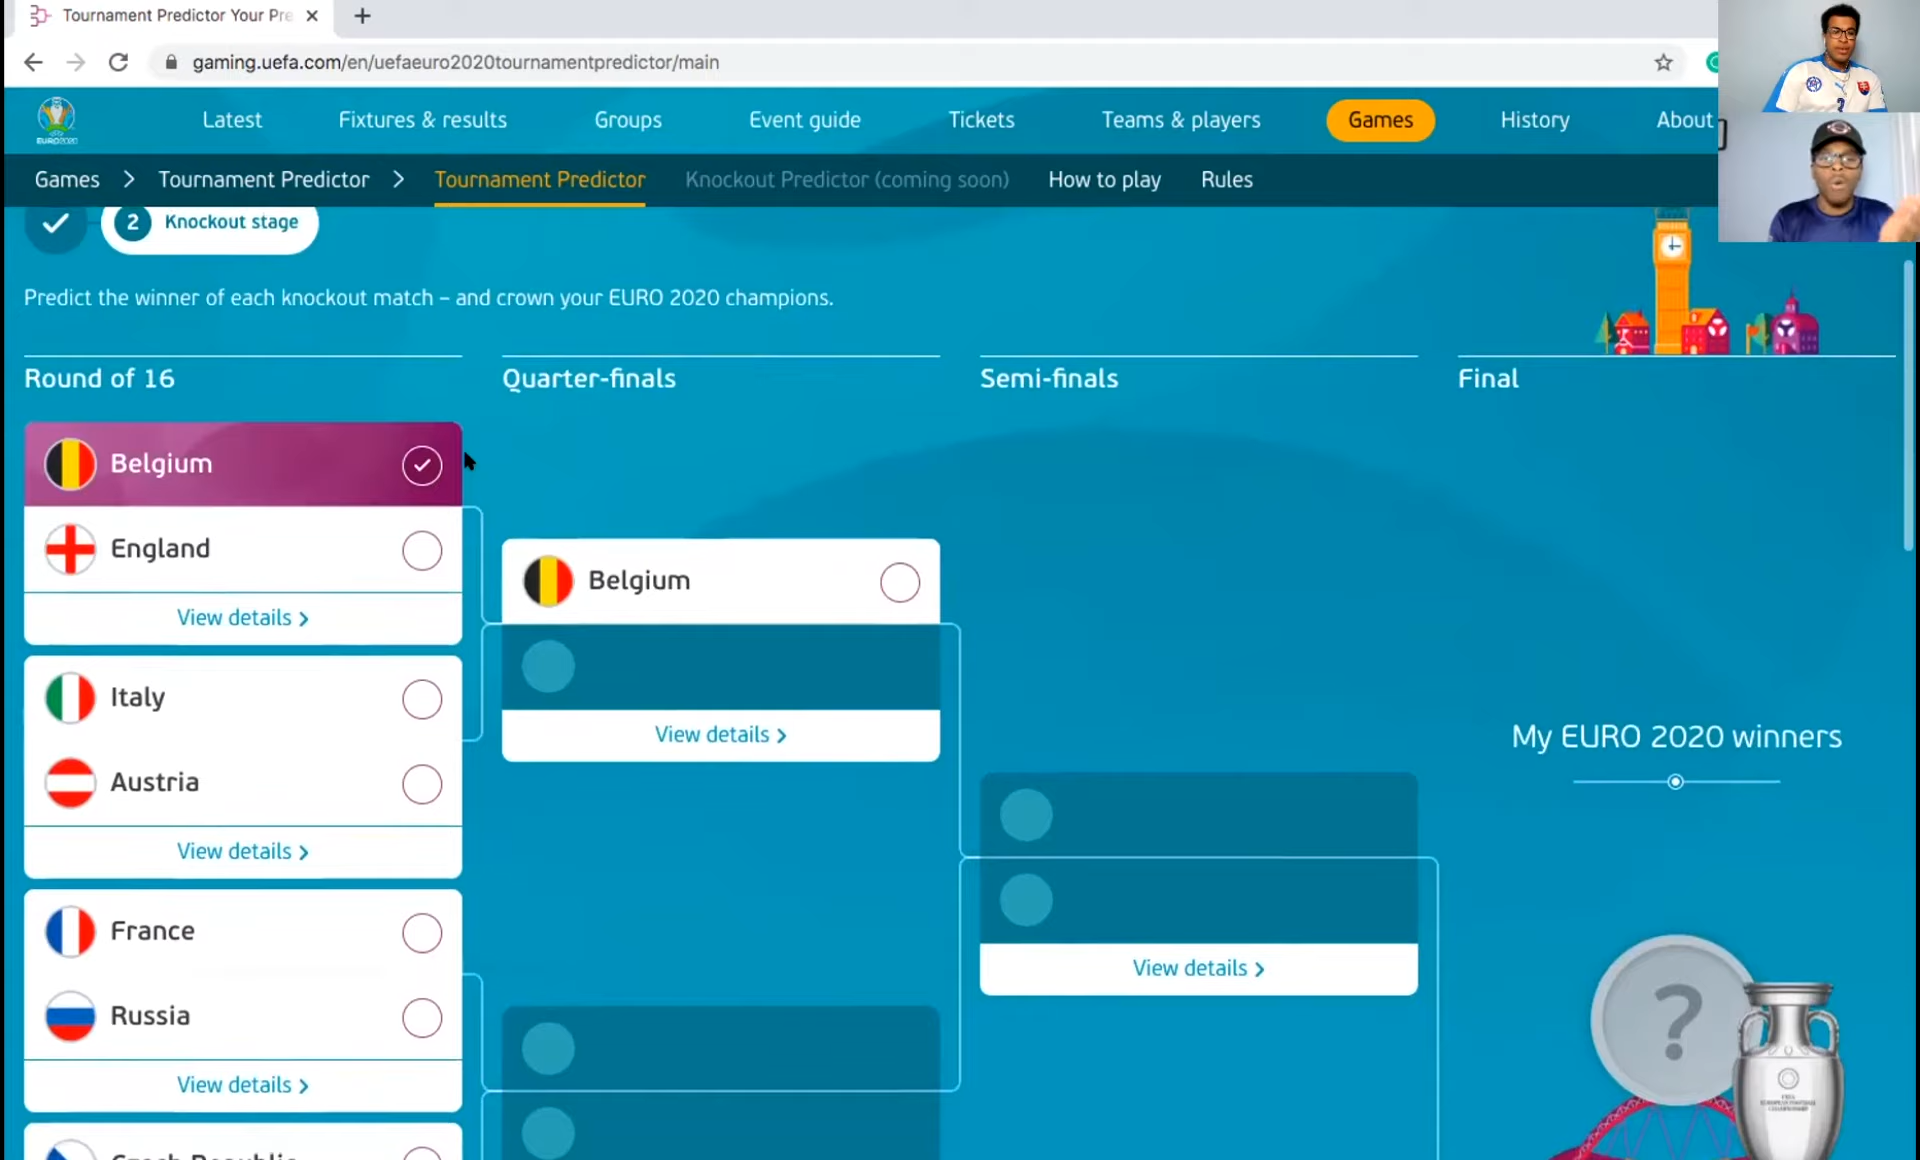 Tournament Predictor Your Pre
gaming.uefa.com/en/uefaeuro2020tournamentpredictor/main
EURO2020
Latest
Fixtures & results
Groups
Event guide
Tickets
Teams & players
Games
History
About
Games > Tournament Predictor > Tournament Predictor
Knockout Predictor (coming soon)
How to play
Rules
2 Knockout stage
Predict the winner of each knockout match – and crown your EURO 2020 champions.
Round of 16
Quarter-finals
Semi-finals
Final
Belgium
England
View details >
Italy
Austria
View details >
France
Russia
View details >
Czech Republic
Belgium
View details >
View details >
My EURO 2020 winners
?